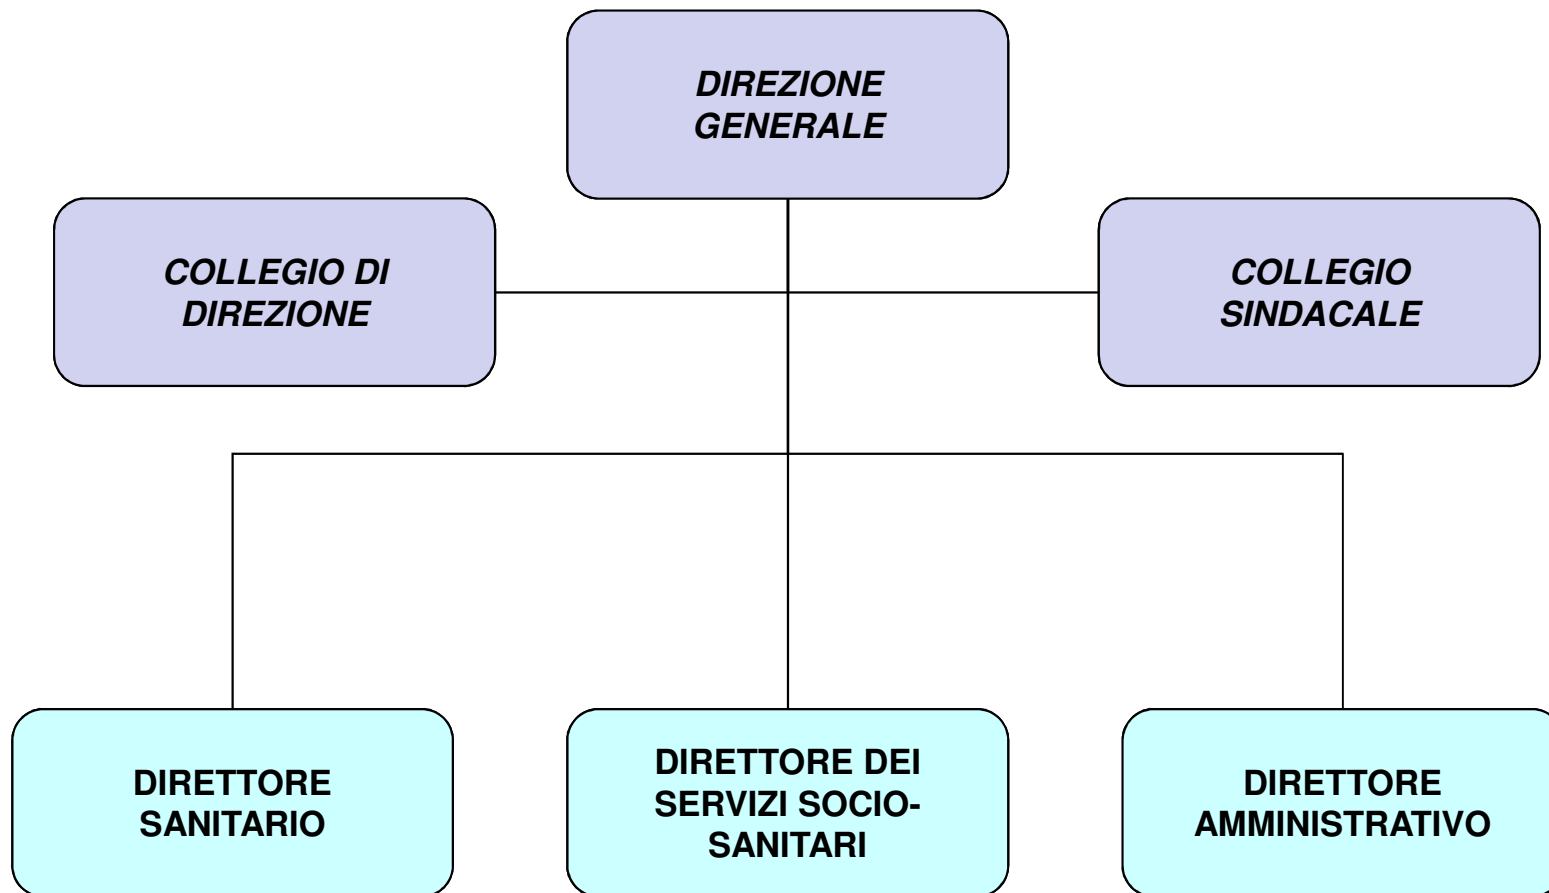 DIREZIONE
GENERALE
COLLEGIO DI
DIREZIONE
COLLEGIO
SINDACALE
DIRETTORE
SANITARIO
DIRETTORE DEI
SERVIZI SOCIO-
SANITARI
DIRETTORE
AMMINISTRATIVO